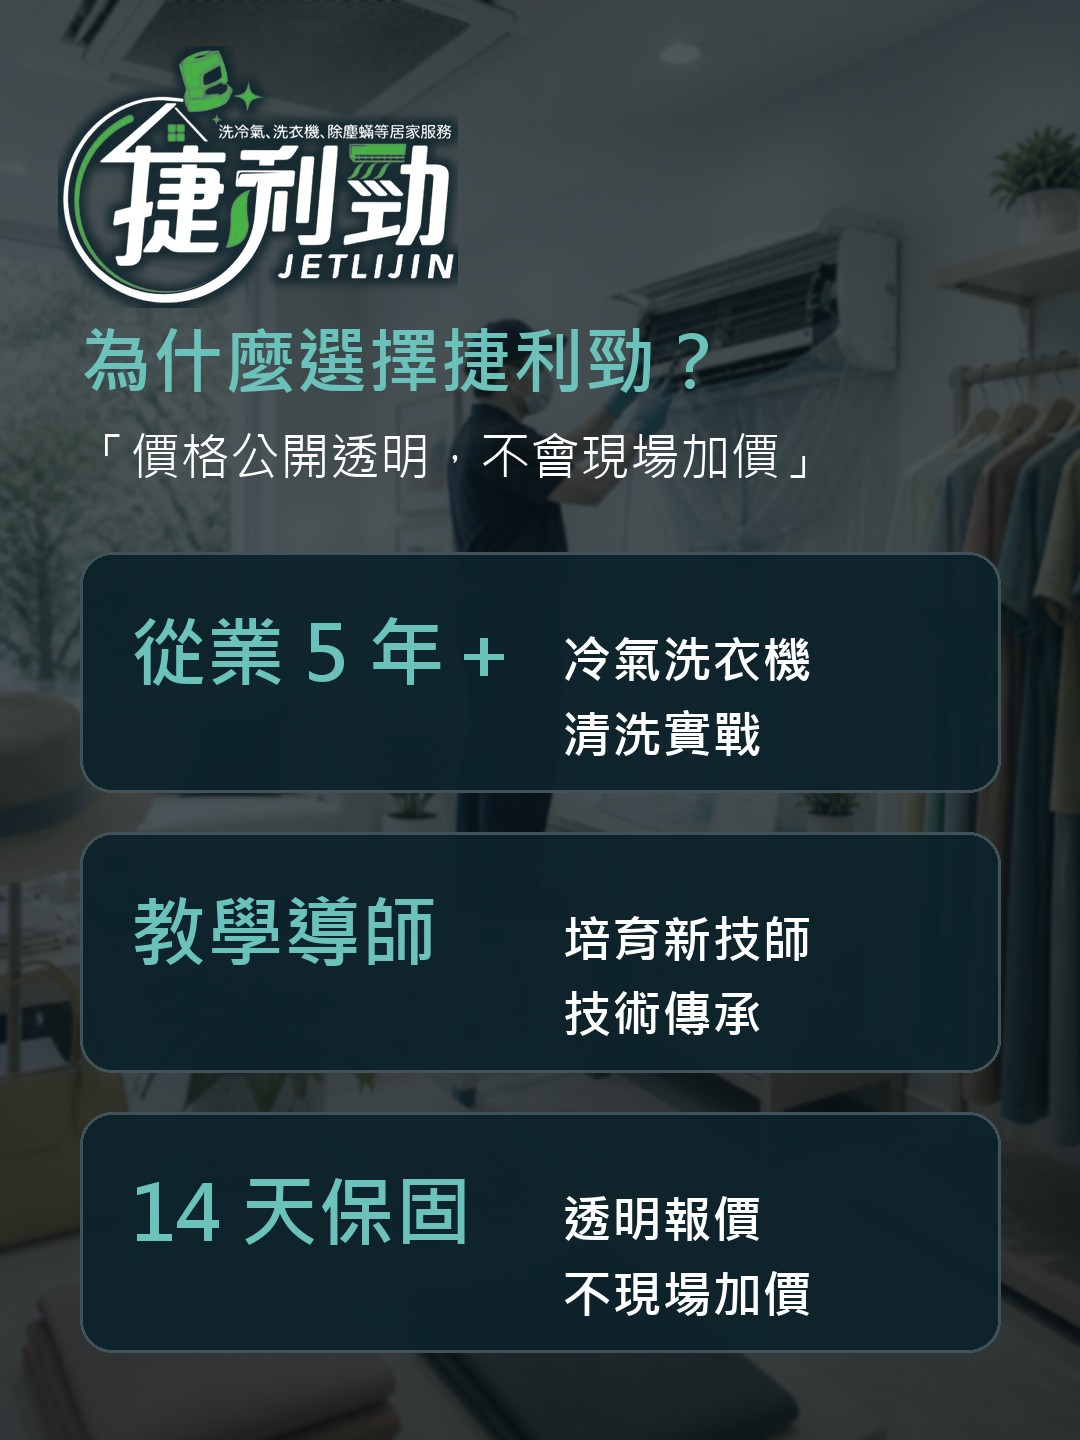 洗冷氣、洗衣機、除塵蟎等居家服務
捷利勁
JETLIJIN
為什麼選擇捷利勁？
「價格公開透明，不會現場加價」
從業 5 年 +
冷氣洗衣機
清洗實戰
教學導師
培育新技師
技術傳承
14 天保固
透明報價
不現場加價